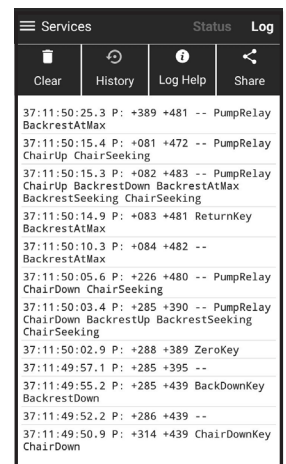 Services Status Log
Clear History Log Help Share
37:11:50:25.3 P: +389 +481 -- PumpRelay
BackrestAtMax
37:11:50:15.4 P: +081 +472 -- PumpRelay
ChairUp ChairSeeking
37:11:50:15.3 P: +082 +483 -- PumpRelay
ChairUp BackrestDown BackrestAtMax
BackrestSeeking ChairSeeking
37:11:50:14.9 P: +083 +481 ReturnKey
BackrestAtMax
37:11:50:10.3 P: +084 +482 --
BackrestAtMax
37:11:50:05.6 P: +226 +480 -- PumpRelay
ChairDown ChairSeeking
37:11:50:03.4 P: +285 +390 -- PumpRelay
ChairDown BackrestUp BackrestSeeking
ChairSeeking
37:11:50:02.9 P: +288 +389 ZeroKey
37:11:49:57.1 P: +285 +395 --
37:11:49:55.2 P: +285 +439 BackDownKey
BackrestDown
37:11:49:52.2 P: +286 +439 --
37:11:49:50.9 P: +314 +439 ChairDownKey
ChairDown